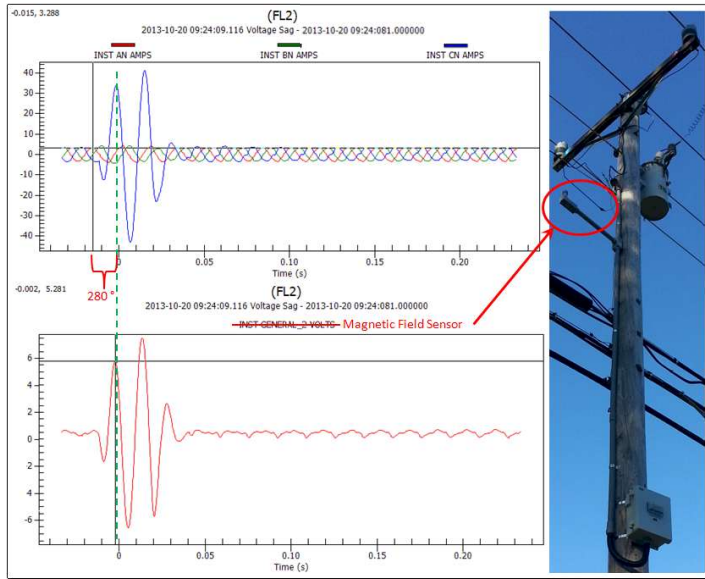 -0.015, 3.288
(FL2)
2013-10-20 09:24:09.116 Voltage Sag - 2013-10-20 09:24:081.000000
INST AN AMPS INST BN AMPS INST CN AMPS
40
30
20
10
0
-10
-20
-30
-40
0 0.05 0.10 0.15 0.20
Time (s)
280°
-0.002, 5.281
(FL2)
2013-10-20 09:24:09.116 Voltage Sag - 2013-10-20 09:24:081.000000
INST GENERAL_2 VOLTS Magnetic Field Sensor
6
4
2
0
-2
-4
-6
0 0.05 0.10 0.15 0.20
Time (s)